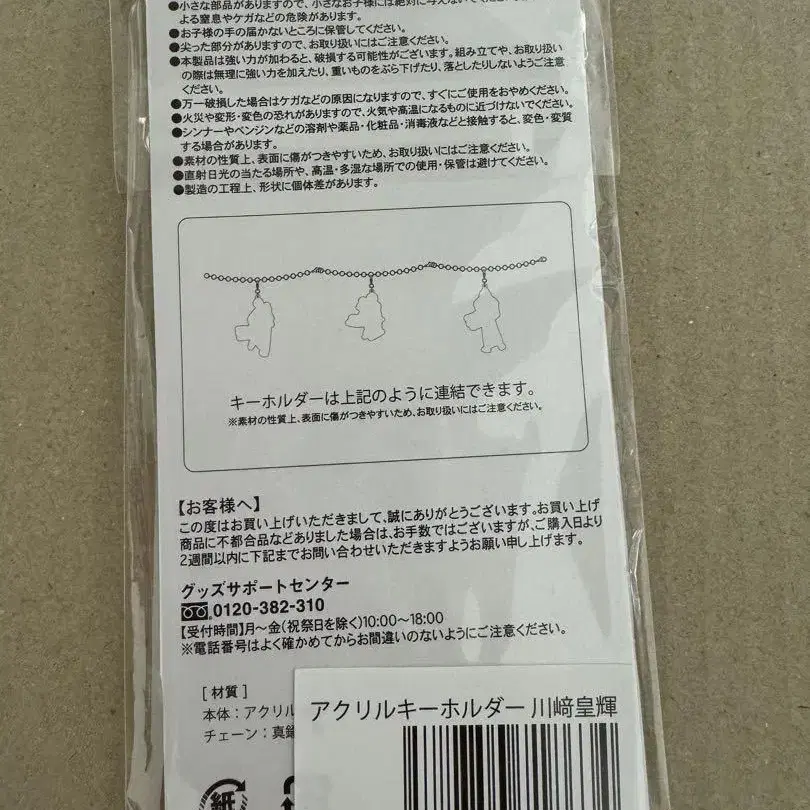 ●小さな部品がありますので、小さなお子様には絶対に与えないでください。
よる窒息やケガなどの危険があります。
●お子様の手の届かないところに保管してください。
●尖った部分がありますので、お取り扱いにはご注意ください。
●本製品は強い力が加わると、破損する可能性がございます。組み立てや、お取り扱い
の際は無理に強い力を加えたり、重いものをぶら下げたり、落としたりしないようご注意
ください。
●万一破損した場合はケガなどの原因になりますので、すぐにご使用をおやめください。
●火災や変形・変色の恐れがありますので、火気や高温になるものに近づけないでください。
●シンナーやベンジンなどの溶剤や薬品・化粧品・消毒液などと接触すると、変色・変質
する場合があります。
●素材の性質上、表面に傷がつきやすいため、お取り扱いにはご注意ください。
●直射日光の当たる場所や、高温・多湿な場所での使用・保管は避けてください。
●製造の工程上、形状に個体差があります。
キーホルダーは上記のように連結できます。
※素材の性質上、表面に傷がつきやすいため、お取り扱いにはご注意ください。
【お客様へ】
この度はお買い上げいただきまして、誠にありがとうございます。お買い上げ
商品に不都合品などありました場合は、お手数ではございますが、ご購入日より
2週間以内に下記までお問い合わせいただきますようお願い申し上げます。
グッズサポートセンター
0120-382-310
【受付時間】月～金(祝祭日を除く)10:00～18:00
※電話番号はよく確かめてからお間違いのないようにご注意ください。
[材質]
本体：アクリル
チェーン：真鍮
アクリルキーホルダー 川﨑皇輝
紙